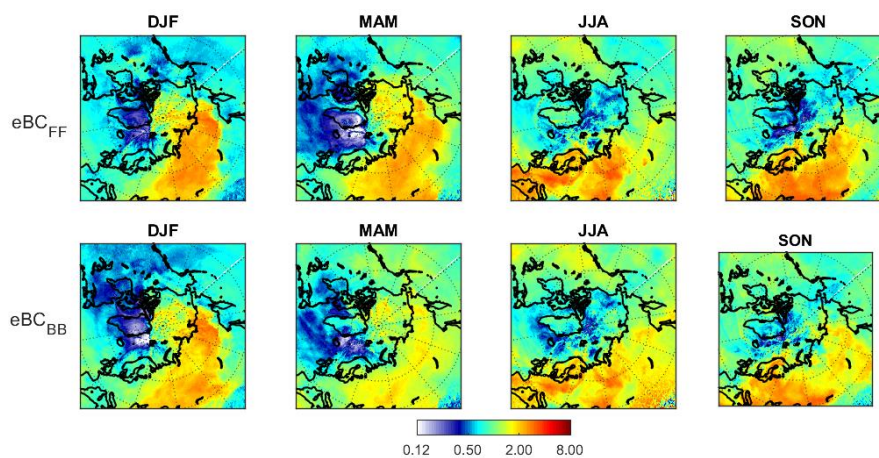 DJF MAM JJA SON
eBC_FF
DJF MAM JJA SON
eBC_BB
0.12 0.50 2.00 8.00